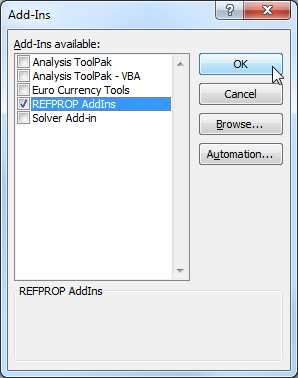 Add-Ins
?
Add-Ins available:
Analysis ToolPak
Analysis ToolPak - VBA
Euro Currency Tools
REFPROP AddIns
Solver Add-in
OK
Cancel
Browse...
Automation...
REFPROP AddIns